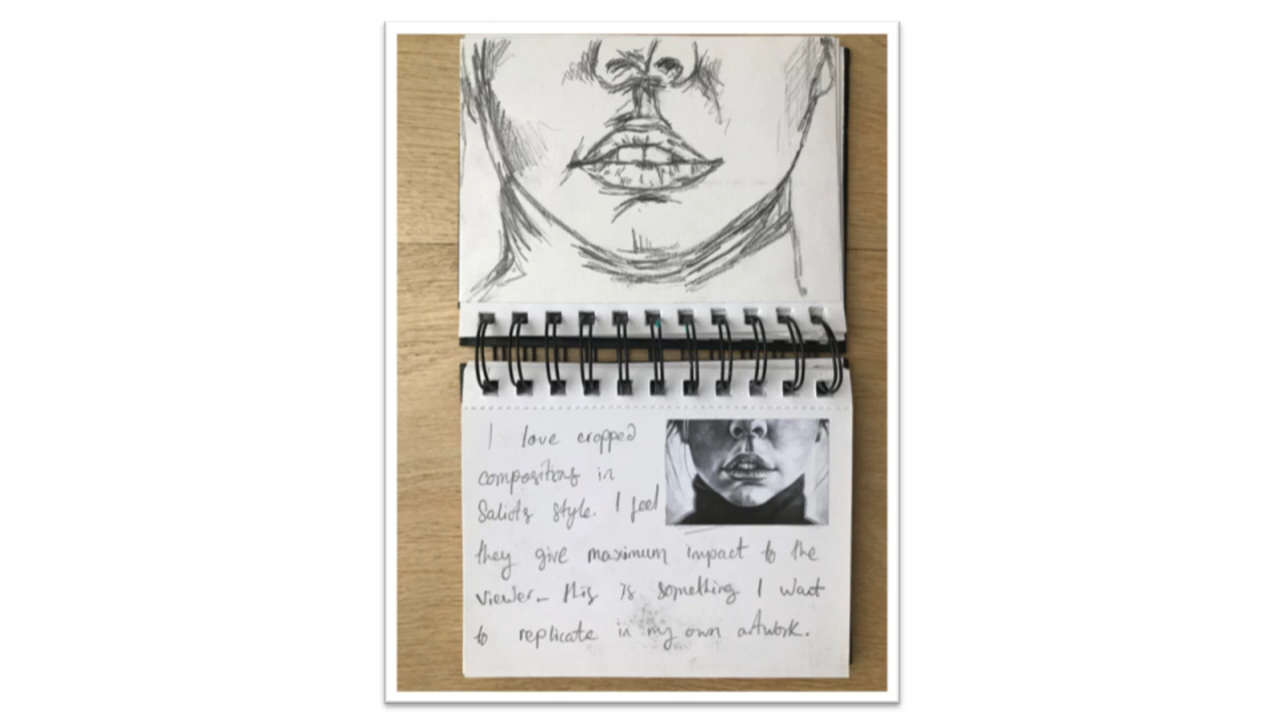 I love cropped
compositions in
Salids style. I feel
they give maximum impact to the
viewer. This is something I want
to replicate in my own artwork.